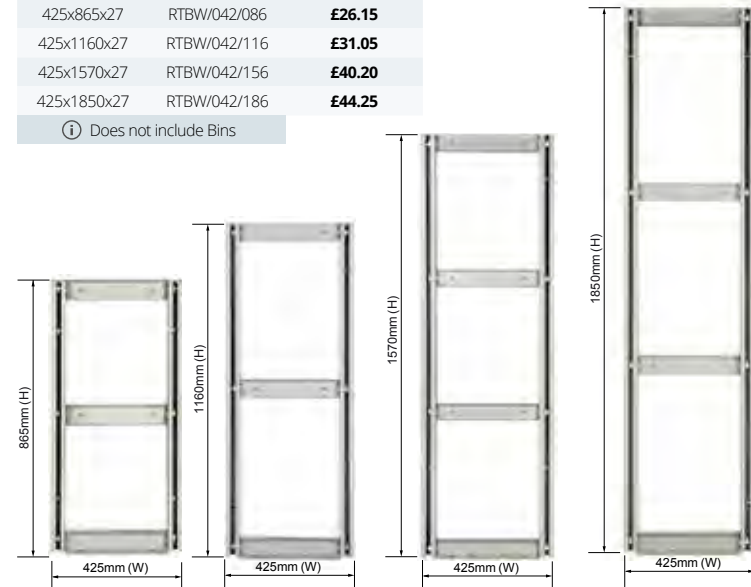 425x865x27 RTBW/042/086 £26.15
425x1160x27 RTBW/042/116 £31.05
425x1570x27 RTBW/042/156 £40.20
425x1850x27 RTBW/042/186 £44.25
i Does not include Bins
865mm (H)
425mm (W)
1160mm (H)
425mm (W)
1570mm (H)
425mm (W)
1850mm (H)
425mm (W)